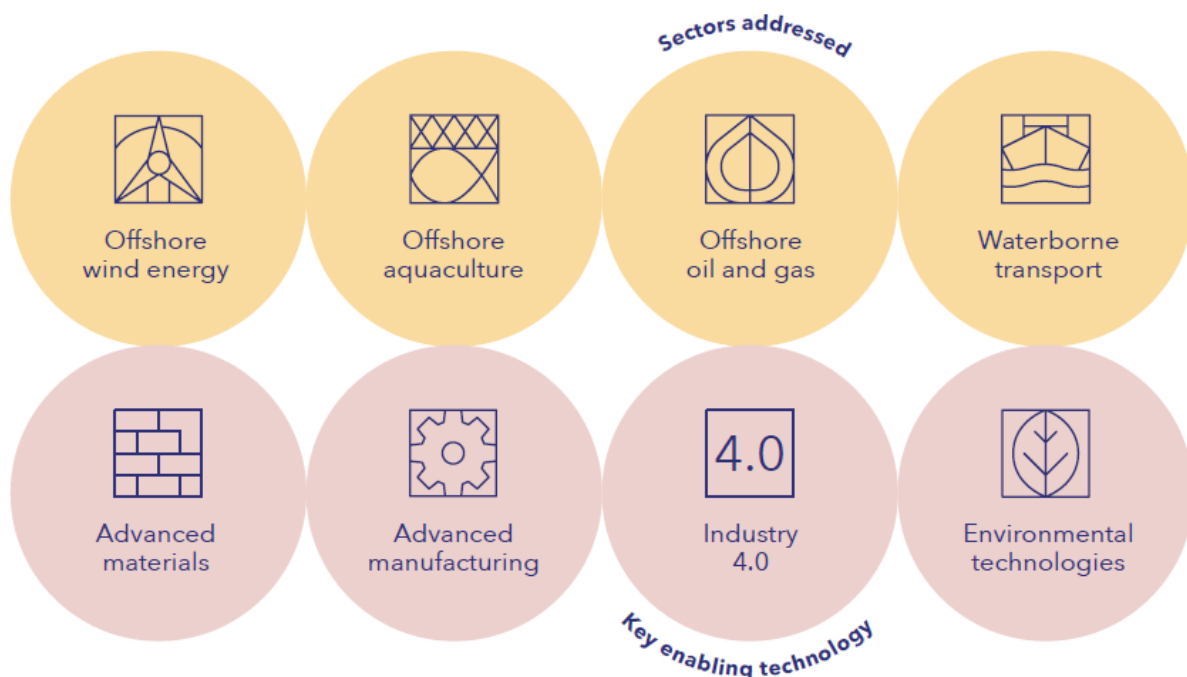 Sectors addressed
Offshore
wind energy
Offshore
aquaculture
Offshore
oil and gas
Waterborne
transport
Advanced
materials
Advanced
manufacturing
4.0
Industry
4.0
Environmental
technologies
Key enabling technology